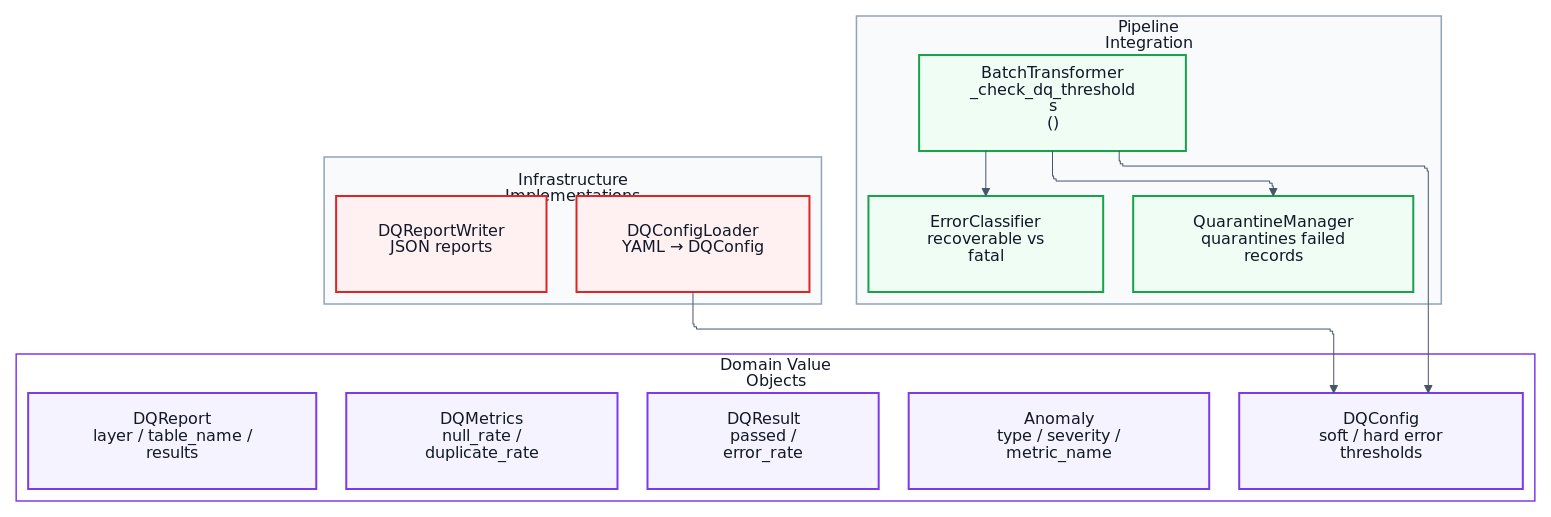 Pipeline
Integration
BatchTransformer
_check_dq_threshold
s
()
Infrastructure
Implementations
DQReportWriter
JSON reports
DQConfigLoader
YAML → DQConfig
ErrorClassifier
recoverable vs
fatal
QuarantineManager
quarantines failed
records
Domain Value
Objects
DQReport
layer / table_name /
results
DQMetrics
null_rate /
duplicate_rate
DQResult
passed /
error_rate
Anomaly
type / severity /
metric_name
DQConfig
soft / hard error
thresholds